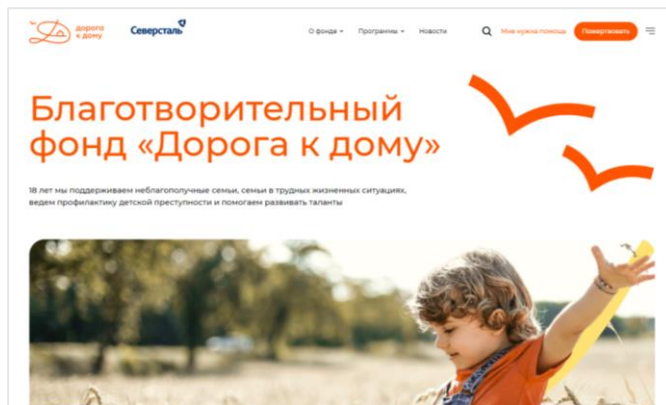 дорога
к дому
Северсталь
О фонде
Программы
Новости
Мне нужна помощь
Пожертвовать
Благотворительный
фонд «Дорога к дому»
18 лет мы поддерживаем неблагополучные семьи, семьи в трудных жизненных ситуациях,
ведем профилактику детской преступности и помогаем развивать таланты